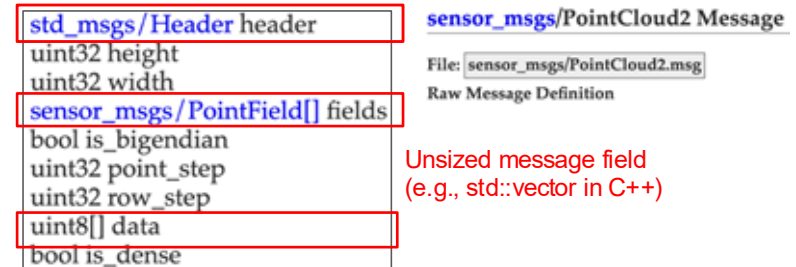 std_msgs/Header header
uint32 height
uint32 width
sensor_msgs/PointField[] fields
bool is_bigendian
uint32 point_step
uint32 row_step
uint8[] data
bool is_dense
sensor_msgs/PointCloud2 Message
File: sensor_msgs/PointCloud2.msg
Raw Message Definition
Unsized message field
(e.g., std::vector in C++)